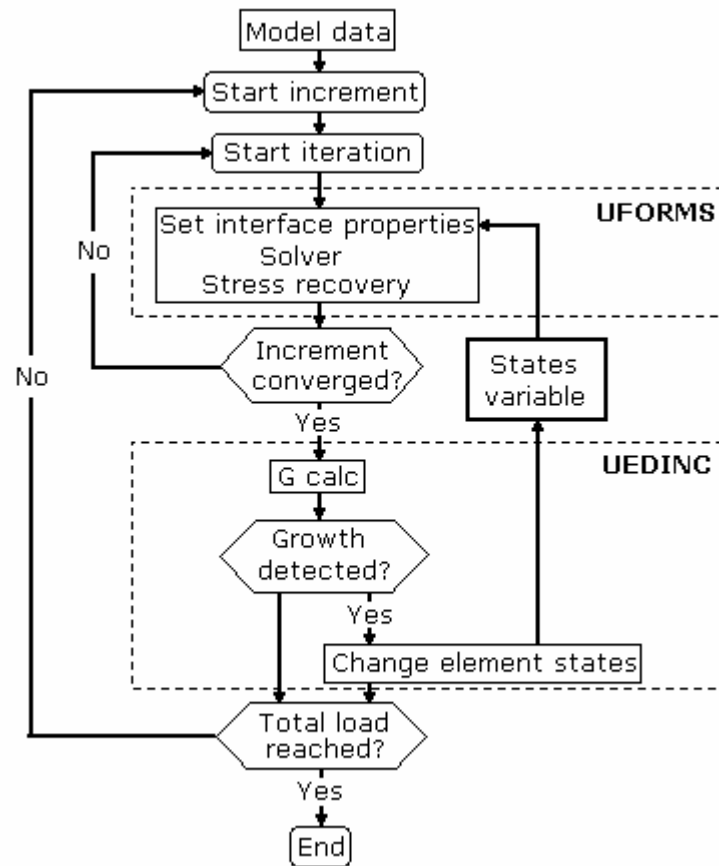 Model data
Start increment
Start iteration
UFORMS
Set interface properties
Solver
Stress recovery
No
No
Increment
converged?
States
variable
Yes
UEDINC
G calc
Growth
detected?
Yes
Change element states
Total load
reached?
Yes
End